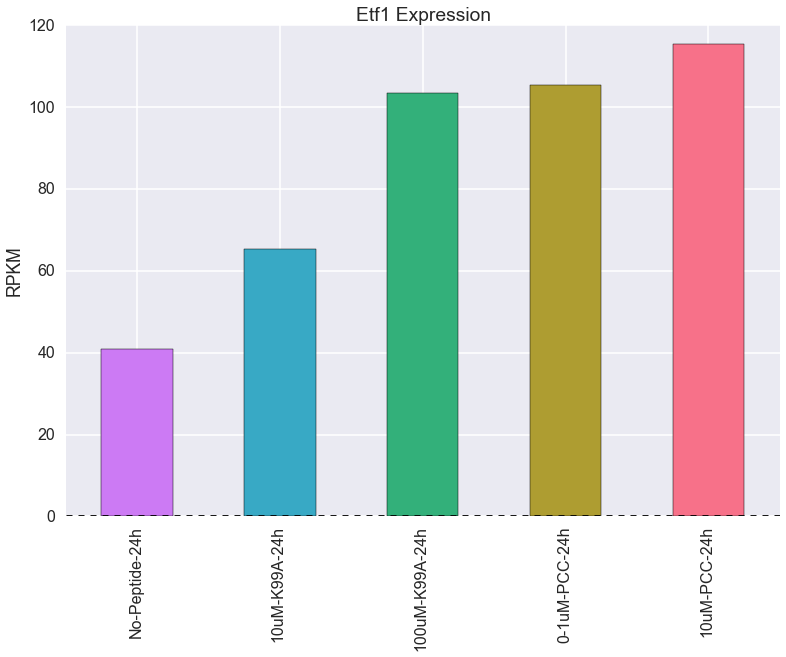 Etf1 Expression
RPKM
120
100
80
60
40
20
0
No-Peptide-24h
10uM-K99A-24h
100uM-K99A-24h
0-1uM-PCC-24h
10uM-PCC-24h